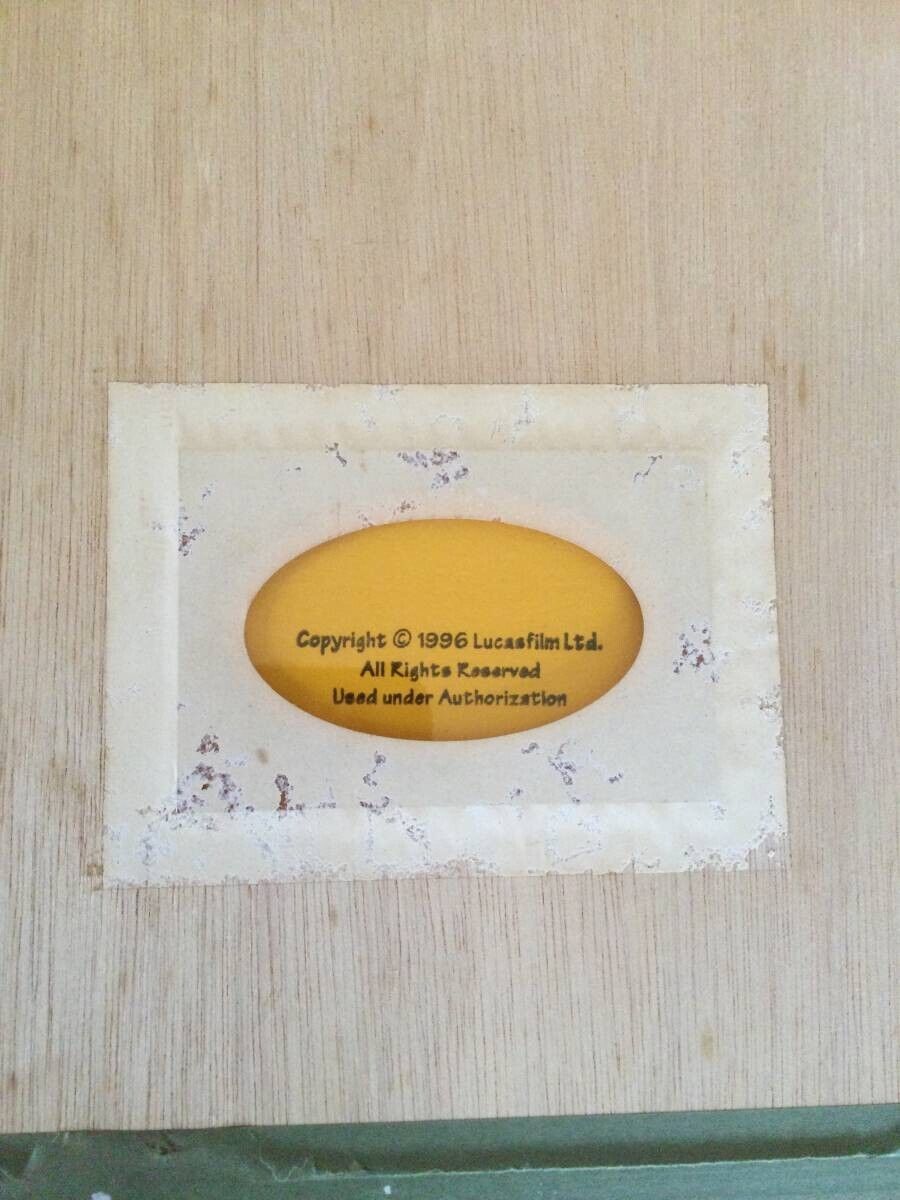 Copyright © 1996 Lucasfilm Ltd.
All Rights Reserved
Used under Authorization